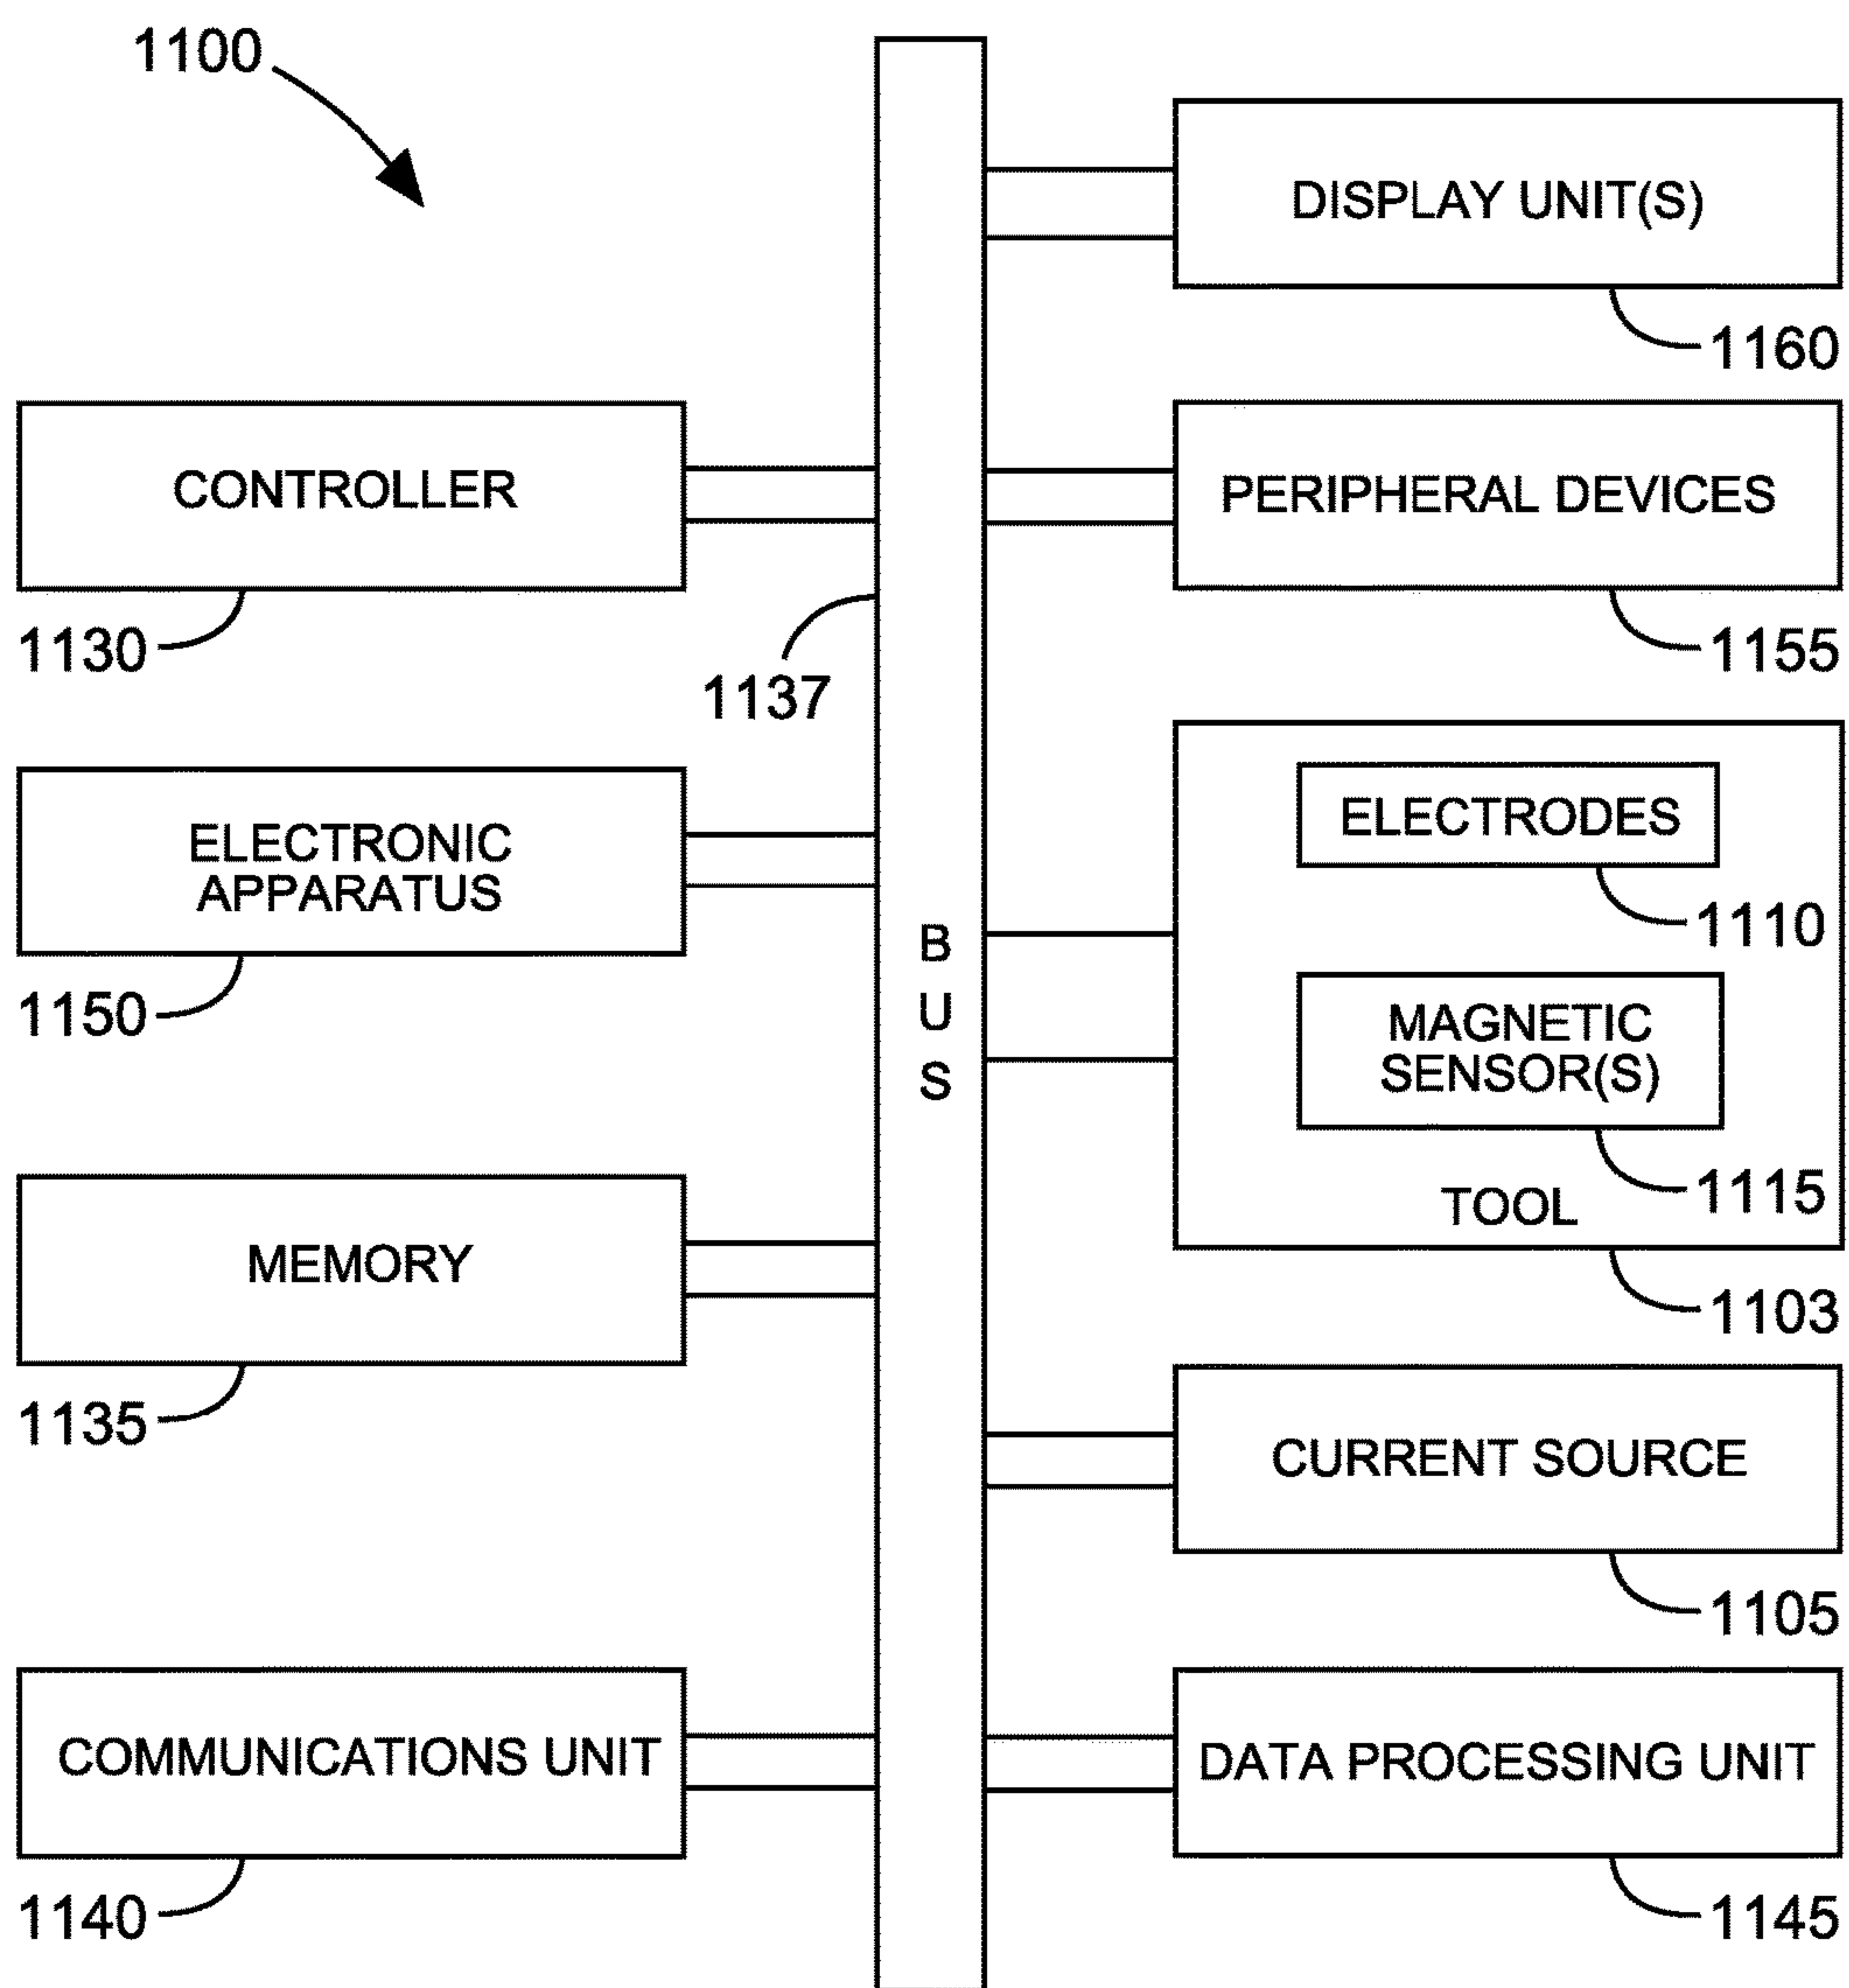 1100
DISPLAY UNIT(S)
1160
CONTROLLER
1130
1137
PERIPHERAL DEVICES
1155
ELECTRONIC
APPARATUS
1150
B
U
S
ELECTRODES
1110
MAGNETIC
SENSOR(S)
1115
TOOL
1103
MEMORY
1135
CURRENT SOURCE
1105
COMMUNICATIONS UNIT
1140
DATA PROCESSING UNIT
1145